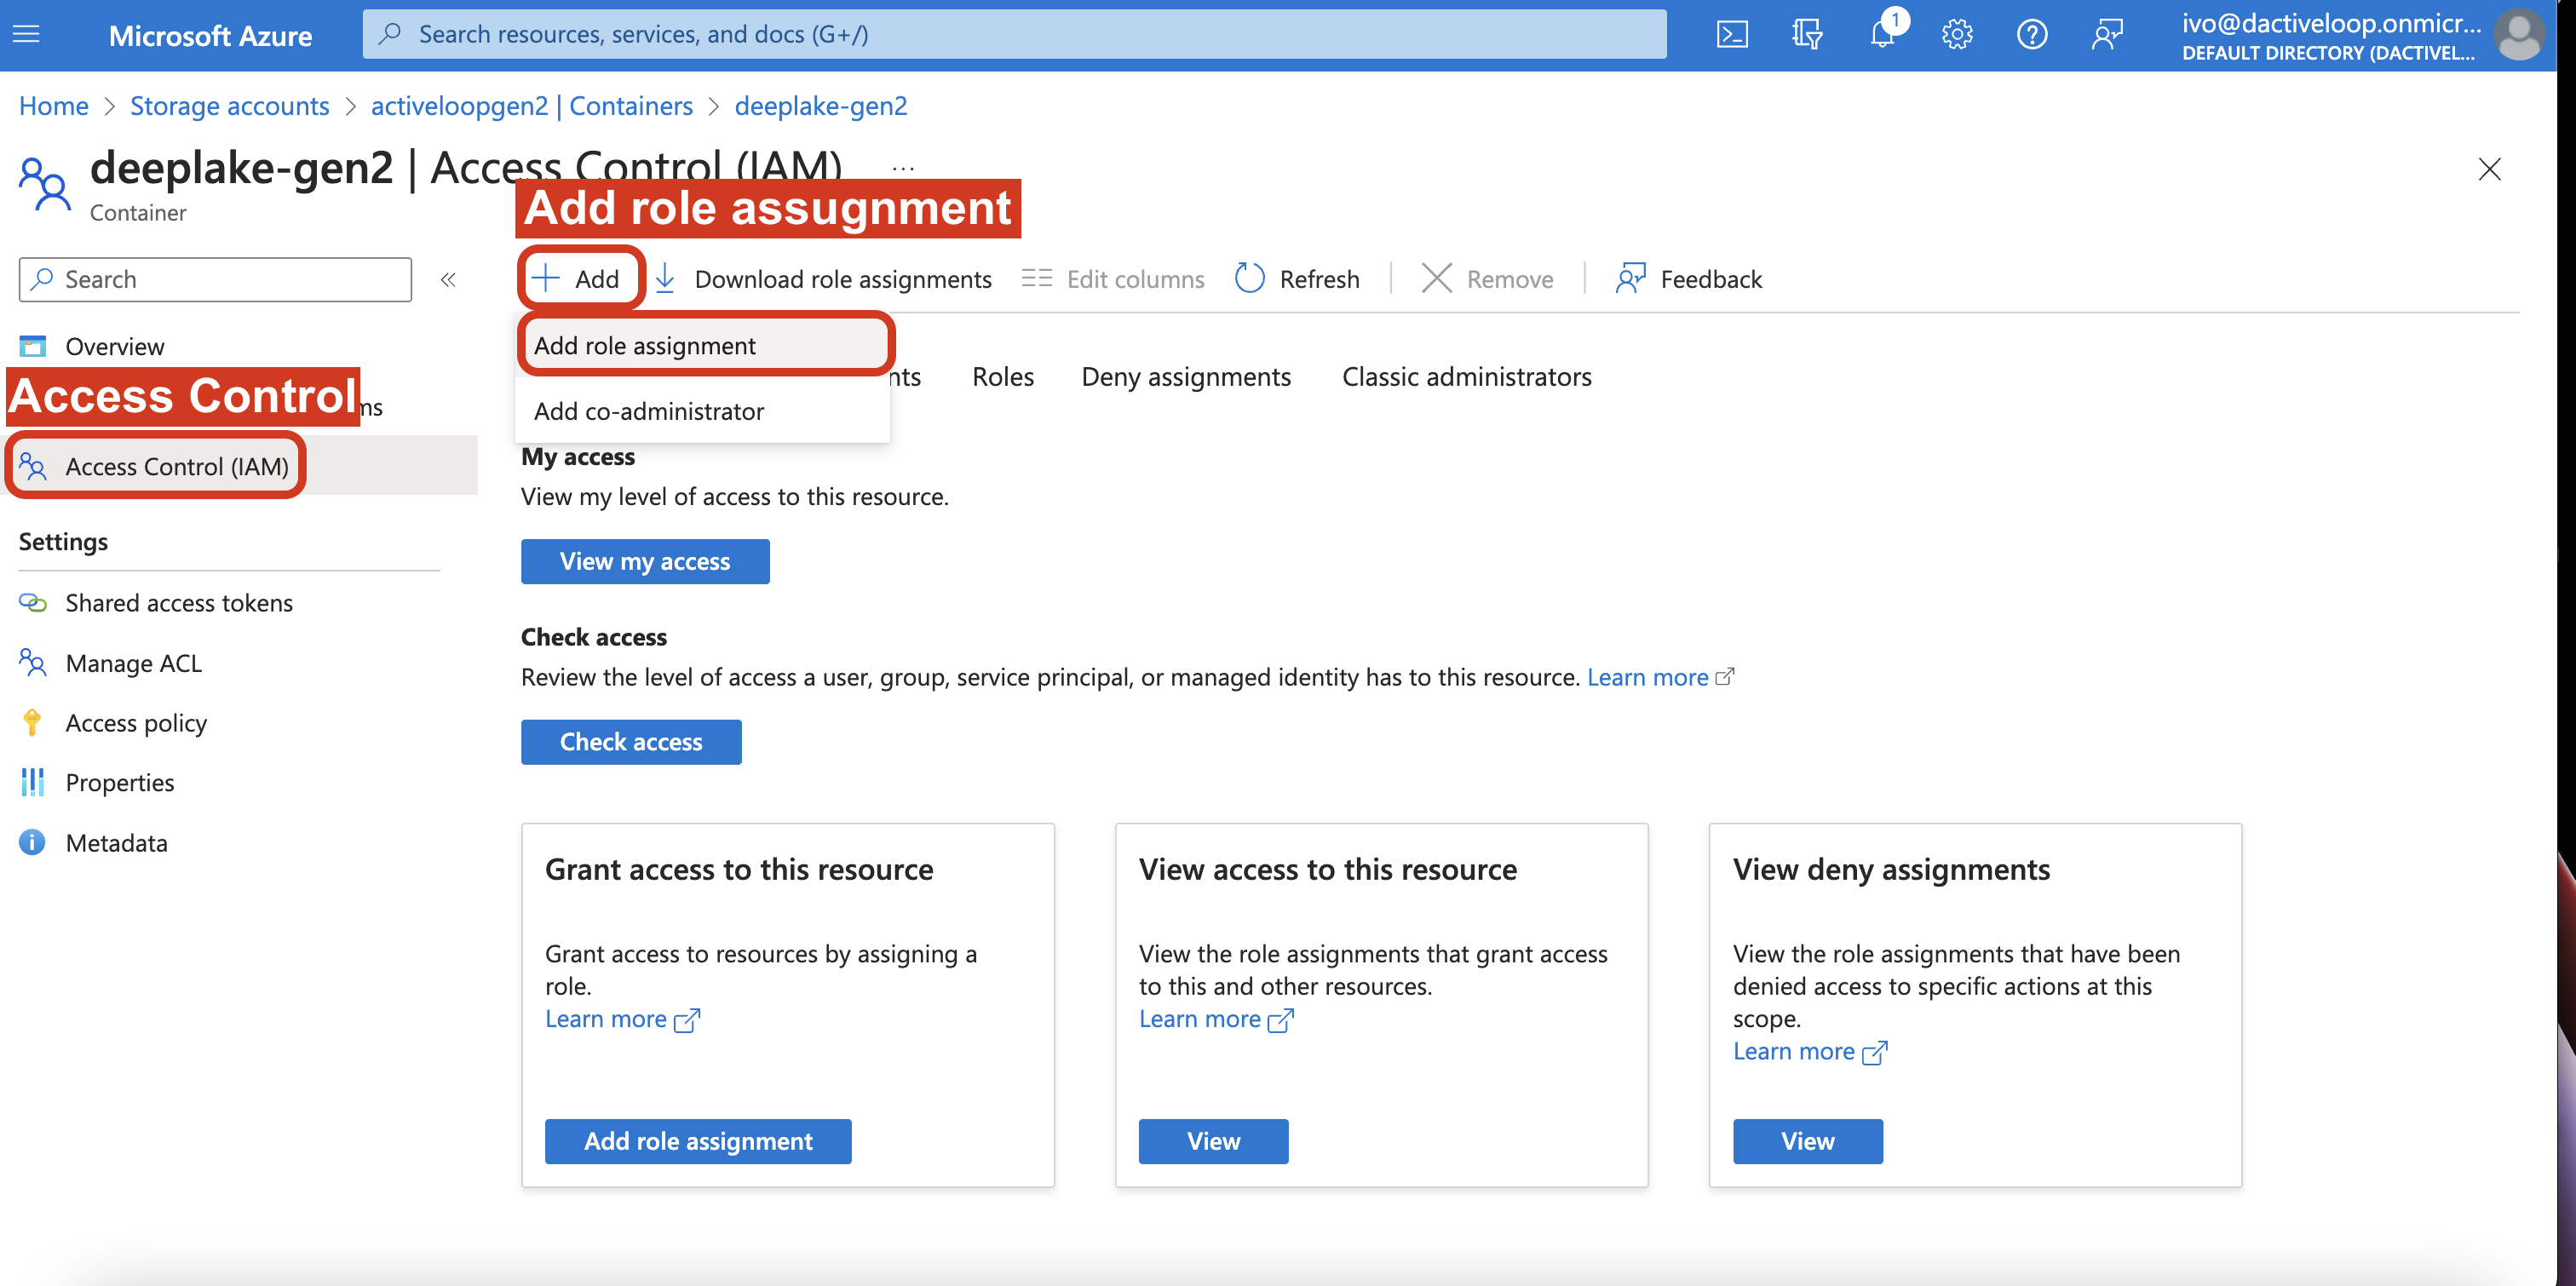 Microsoft Azure
Search resources, services, and docs (G+/)
1
ivo@dactiveloop.onmicr...
DEFAULT DIRECTORY (DACTIVEL...
Home > Storage accounts > activeloopgen2 | Containers > deeplake-gen2
deeplake-gen2 | Access Control (IAM) ...
Container
Add role assugnment
Search
«
Add
Download role assignments
Edit columns
Refresh
Remove
Feedback
Overview
Add role assignment
nts
Roles
Deny assignments
Classic administrators
Access Control
ms
Add co-administrator
Access Control (IAM)
My access
View my level of access to this resource.
View my access
Settings
Shared access tokens
Manage ACL
Access policy
Properties
Metadata
Check access
Review the level of access a user, group, service principal, or managed identity has to this resource. Learn more
Check access
Grant access to this resource
Grant access to resources by assigning a
role.
Learn more
Add role assignment
View access to this resource
View the role assignments that grant access
to this and other resources.
Learn more
View
View deny assignments
View the role assignments that have been
denied access to specific actions at this
scope.
Learn more
View